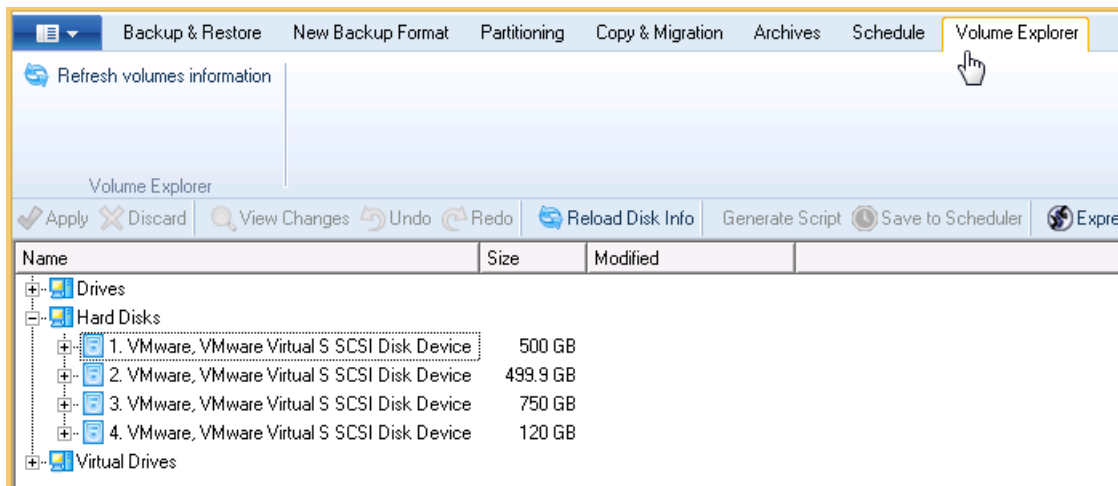 Backup & Restore New Backup Format Partitioning Copy & Migration Archives Schedule Volume Explorer
Refresh volumes information
Volume Explorer
Apply Discard View Changes Undo Redo Reload Disk Info Generate Script Save to Scheduler Expre
Name Size Modified
Drives
Hard Disks
1. VMware, VMware Virtual S SCSI Disk Device 500 GB
2. VMware, VMware Virtual S SCSI Disk Device 499.9 GB
3. VMware, VMware Virtual S SCSI Disk Device 750 GB
4. VMware, VMware Virtual S SCSI Disk Device 120 GB
Virtual Drives